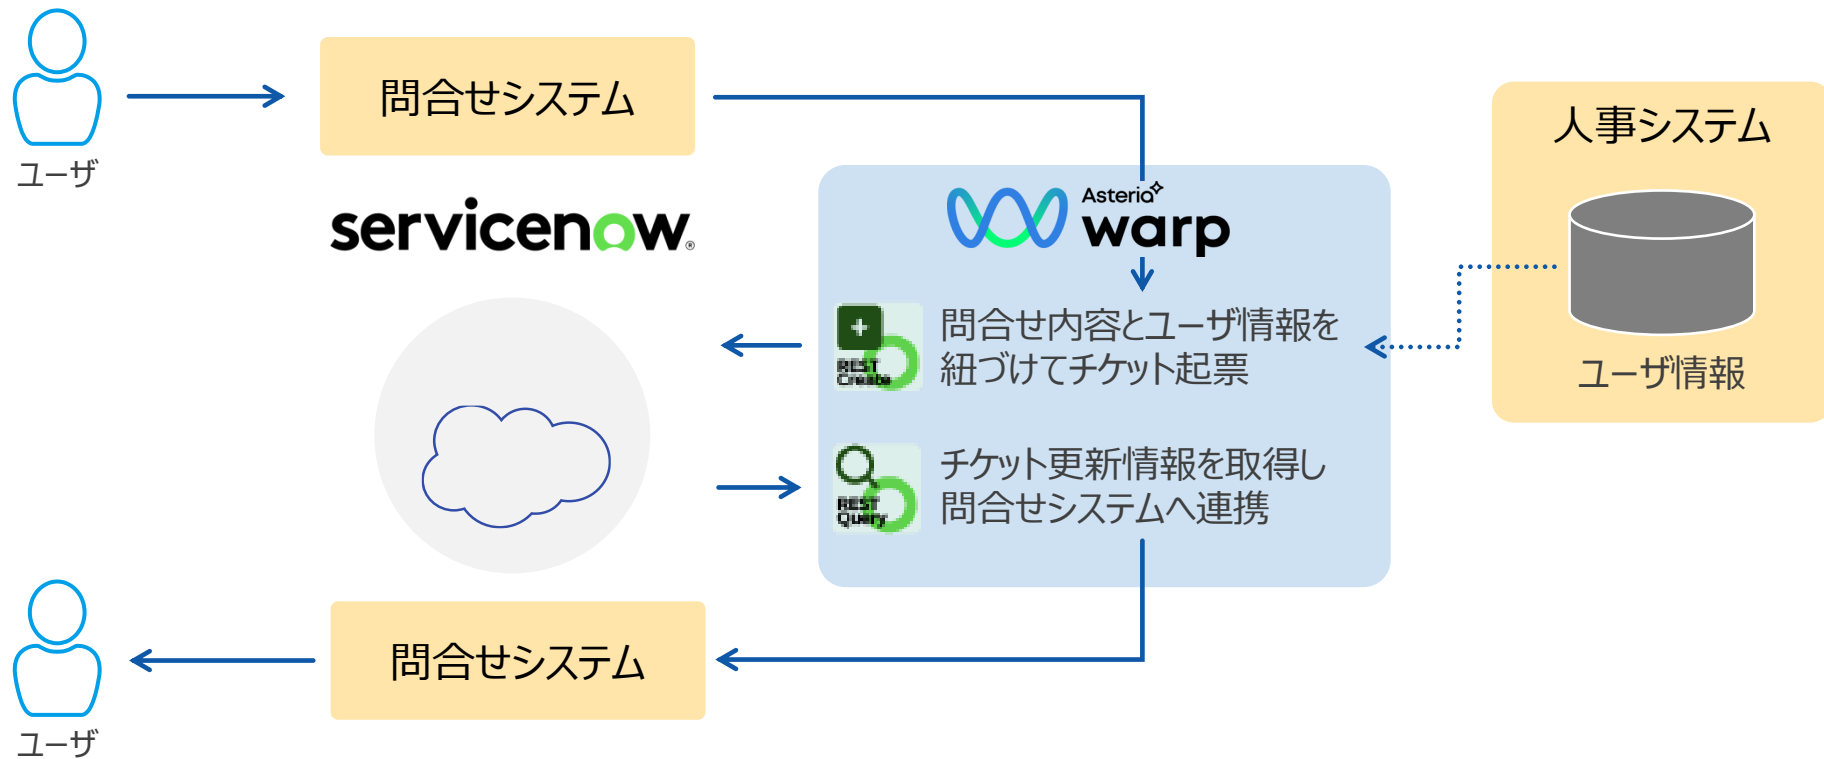 ユーザ
問合せシステム
servicenow®
Asteria
warp
人事システム
ユーザ情報
REST
Create
問合せ内容とユーザ情報を
紐づけてチケット起票
REST
Query
チケット更新情報を取得し
問合せシステムへ連携
問合せシステム
ユーザ